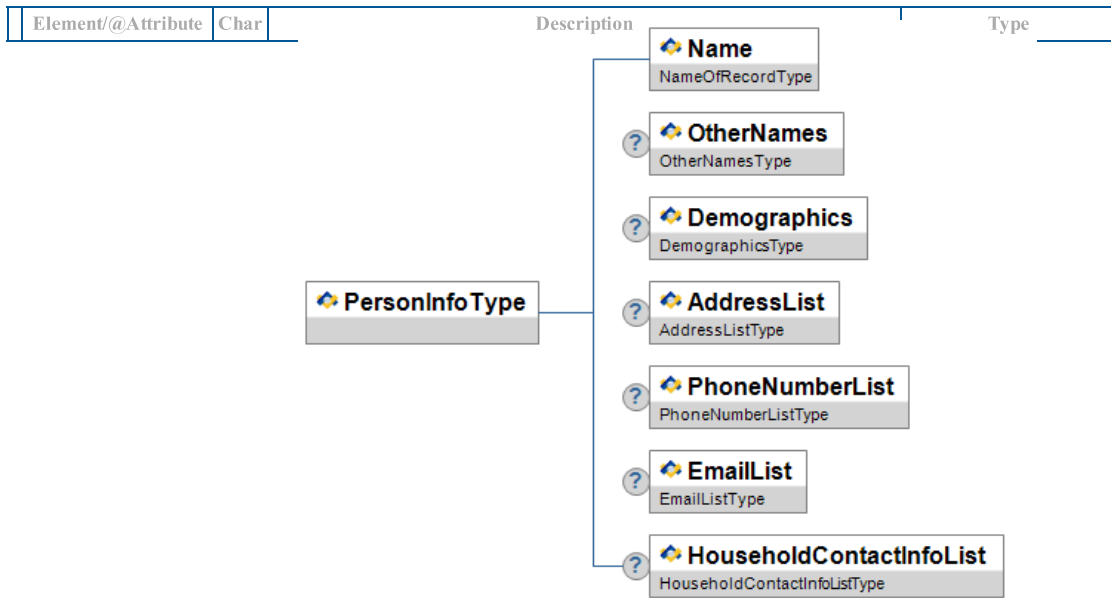 Element/@Attribute Char Description Type
Name
NameOfRecordType
? OtherNames
OtherNamesType
? Demographics
DemographicsType
PersonInfoType
? AddressList
AddressListType
? PhoneNumberList
PhoneNumberListType
? EmailList
EmailListType
? HouseholdContactInfoList
HouseholdContactInfoListType